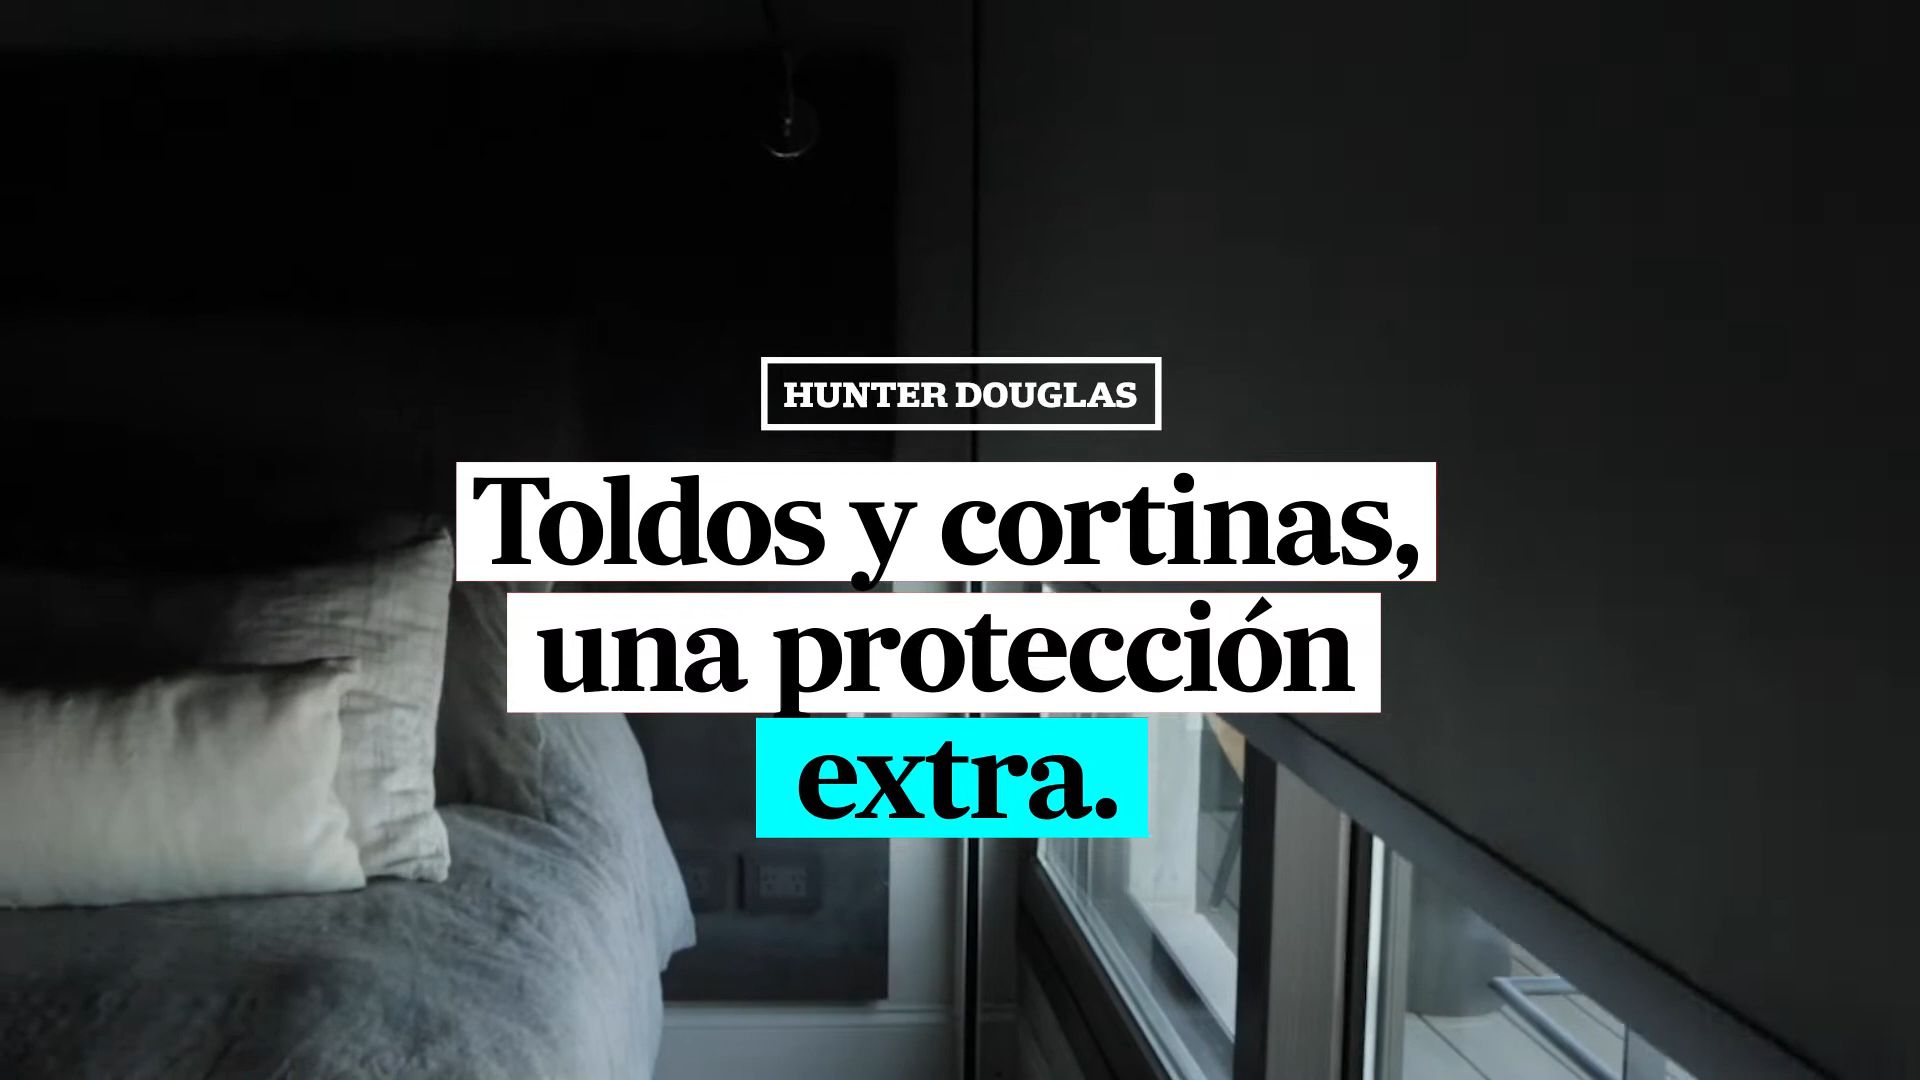 HUNTER DOUGLAS
Toldos y cortinas,
una protección
extra.